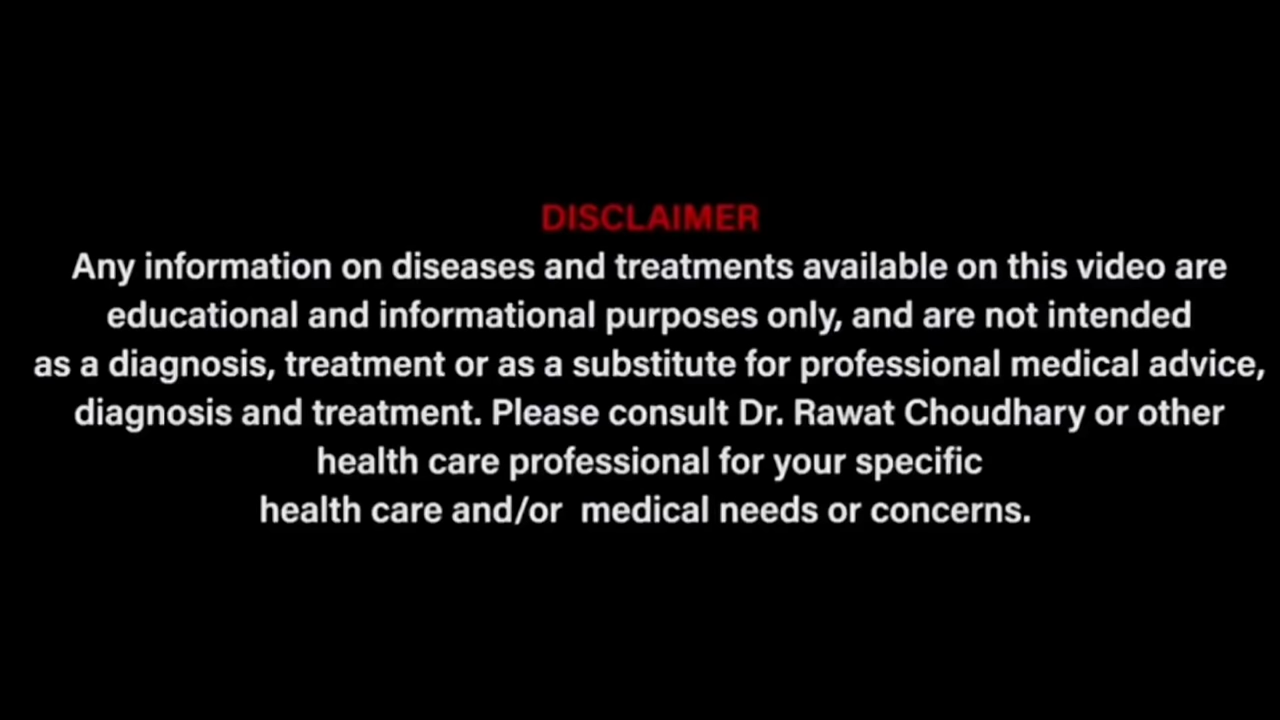 DISCLAIMER
Any information on diseases and treatments available on this video are
educational and informational purposes only, and are not intended
as a diagnosis, treatment or as a substitute for professional medical advice,
diagnosis and treatment. Please consult Dr. Rawat Choudhary or other
health care professional for your specific
health care and/or  medical needs or concerns.